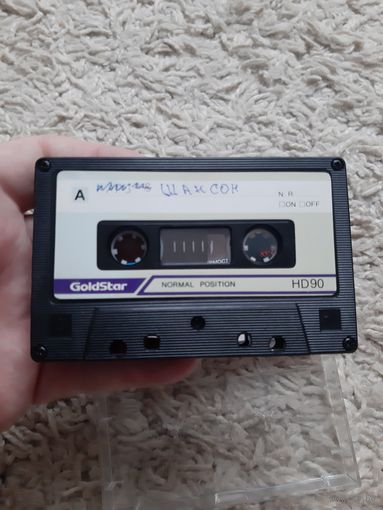 A ШАНСОН
N.R.
□ON □OFF
GoldStar NORMAL POSITION HD90